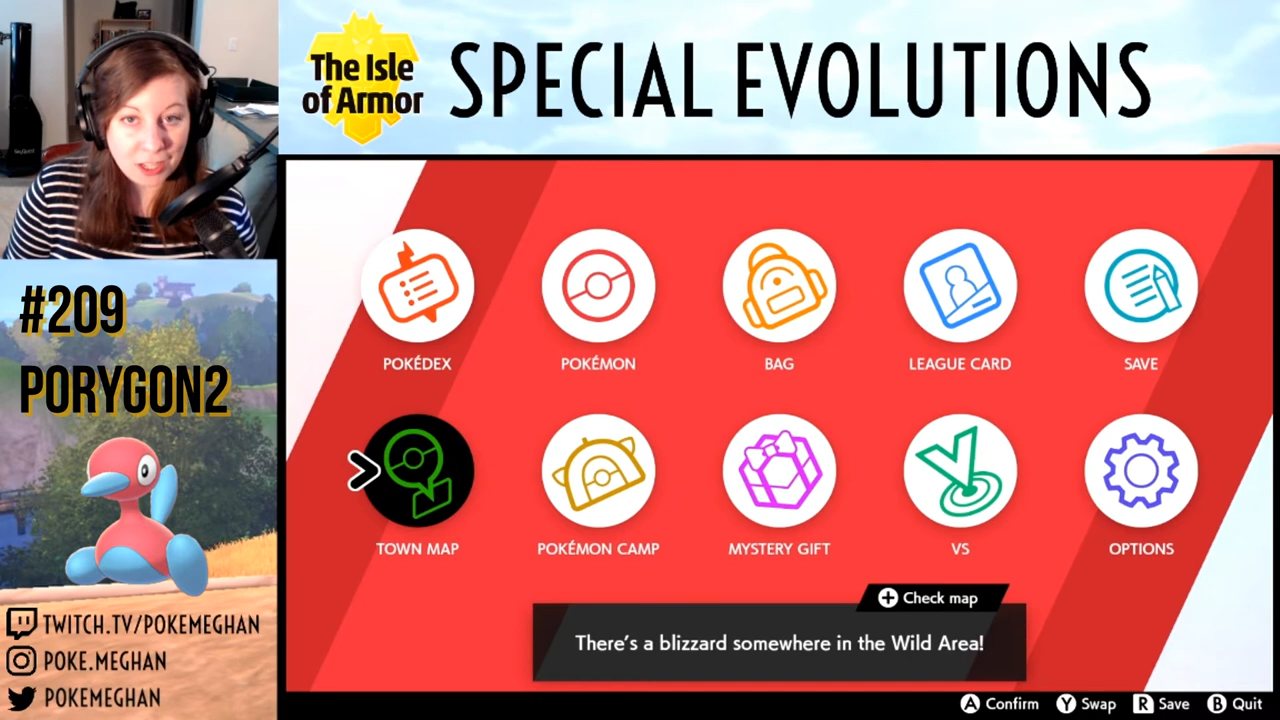 The Isle
of Armor
SPECIAL EVOLUTIONS
#209
PORYGON2
TWITCH.TV/POKEMEGHAN
POKE.MEGHAN
POKEMEGHAN
POKÉDEX
POKÉMON
BAG
LEAGUE CARD
SAVE
TOWN MAP
POKÉMON CAMP
MYSTERY GIFT
VS
OPTIONS
+ Check map
There's a blizzard somewhere in the Wild Area!
A Confirm Y Swap R Save B Quit